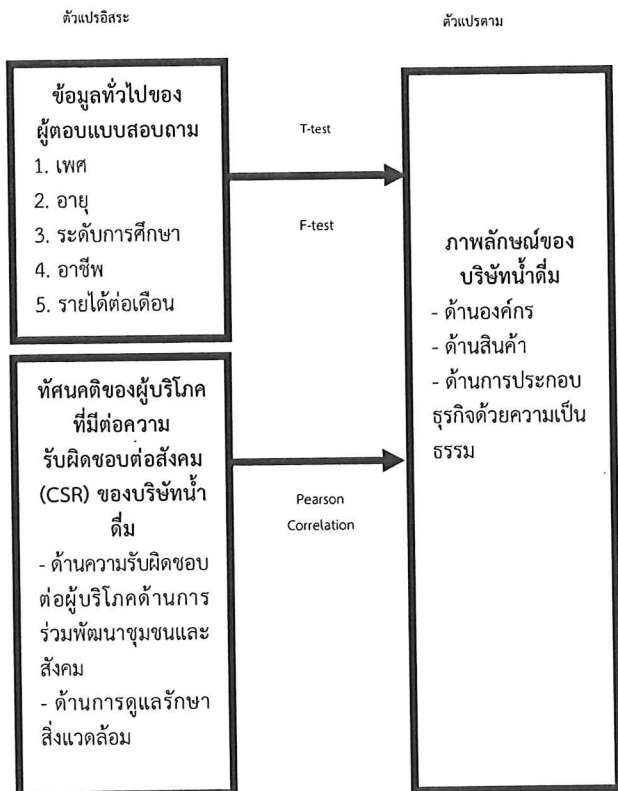 ตัวแปรอิสระ
ตัวแปรตาม
ข้อมูลทั่วไปของ
ผู้ตอบแบบสอบถาม
1. เพศ
2. อายุ
3. ระดับการศึกษา
4. อาชีพ
5. รายได้ต่อเดือน
T-test
F-test
ทัศนคติของผู้บริโภค
ที่มีต่อความ
รับผิดชอบต่อสังคม
(CSR) ของบริษัทน้ำ
ดื่ม
- ด้านความรับผิดชอบ
ต่อผู้บริโภคด้านการ
ร่วมพัฒนาชุมชนและ
สังคม
- ด้านการดูแลรักษา
สิ่งแวดล้อม
Pearson
Correlation
ภาพลักษณ์ของ
บริษัทน้ำดื่ม
- ด้านองค์กร
- ด้านสินค้า
- ด้านการประกอบ
ธุรกิจด้วยความเป็น
ธรรม